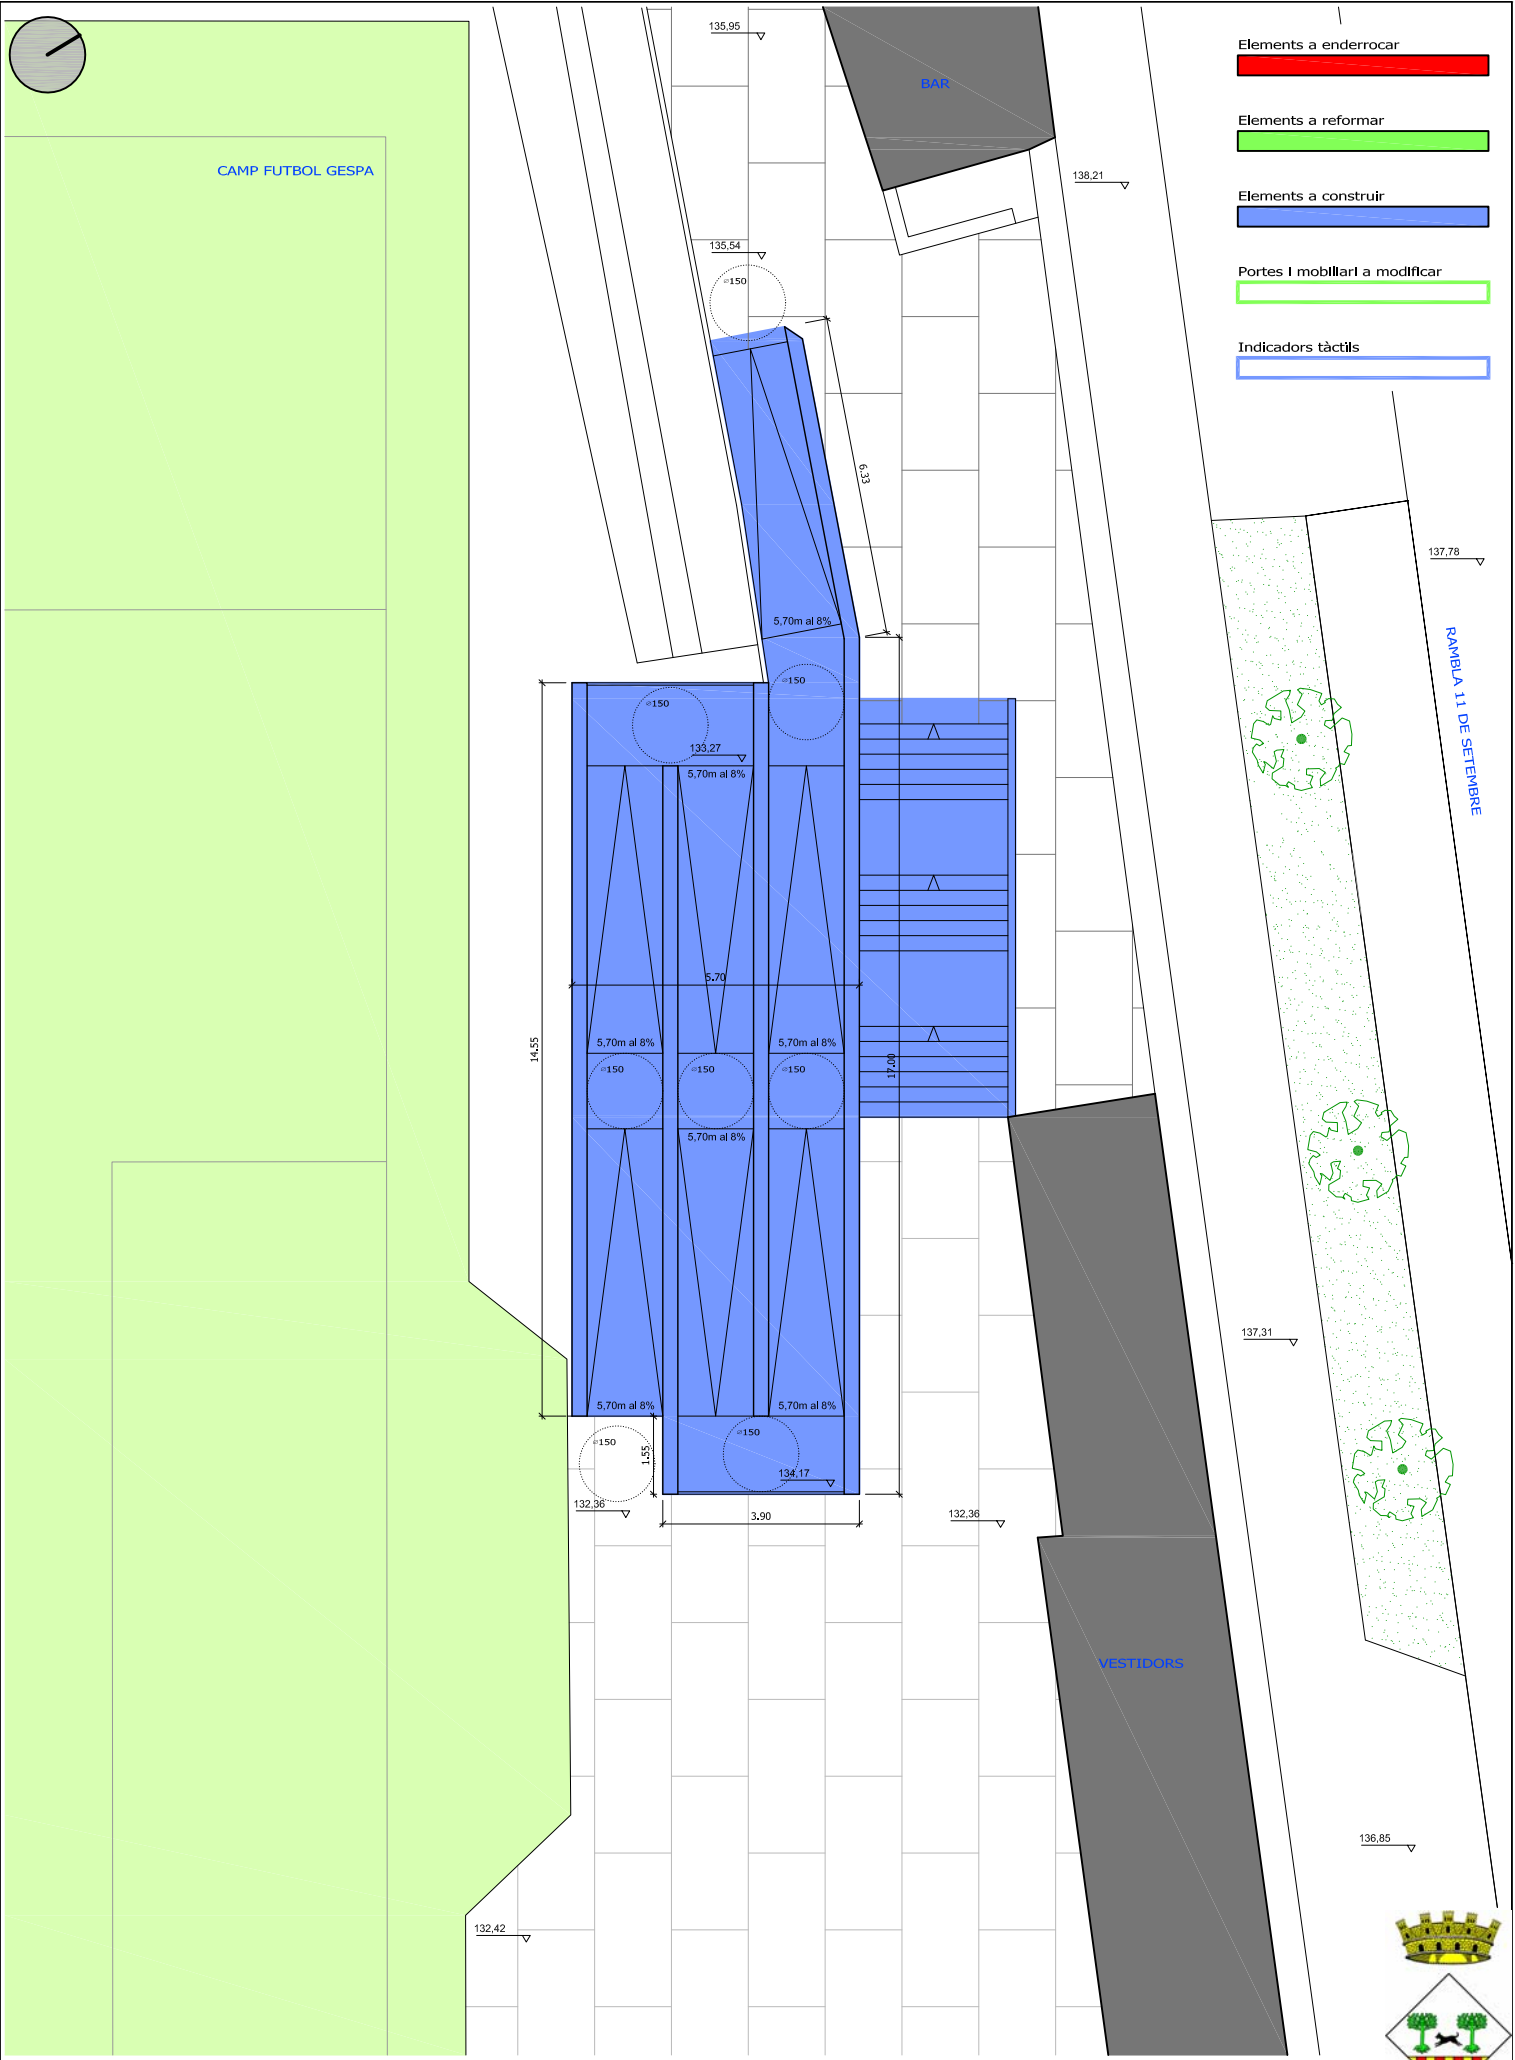 135,95
Elements a enderrocar
BAR
Elements a reformar
CAMP FUTBOL GESPA
138,21
Elements a construir
135,54
Portes i mobiliari a modificar
⌀150
Indicadors tàctils
6.33
137,78
5,70m al 8%
RAMBLA 11 DE SETEMBRE
⌀150
⌀150
133,27
5,70m al 8%
5.70
14.55
5,70m al 8%
5,70m al 8%
17.00
⌀150
⌀150
⌀150
5,70m al 8%
137,31
5,70m al 8%
5,70m al 8%
⌀150
⌀150
1.55
134,17
132,36
3.90
132,36
VESTIDORS
136,85
132,42